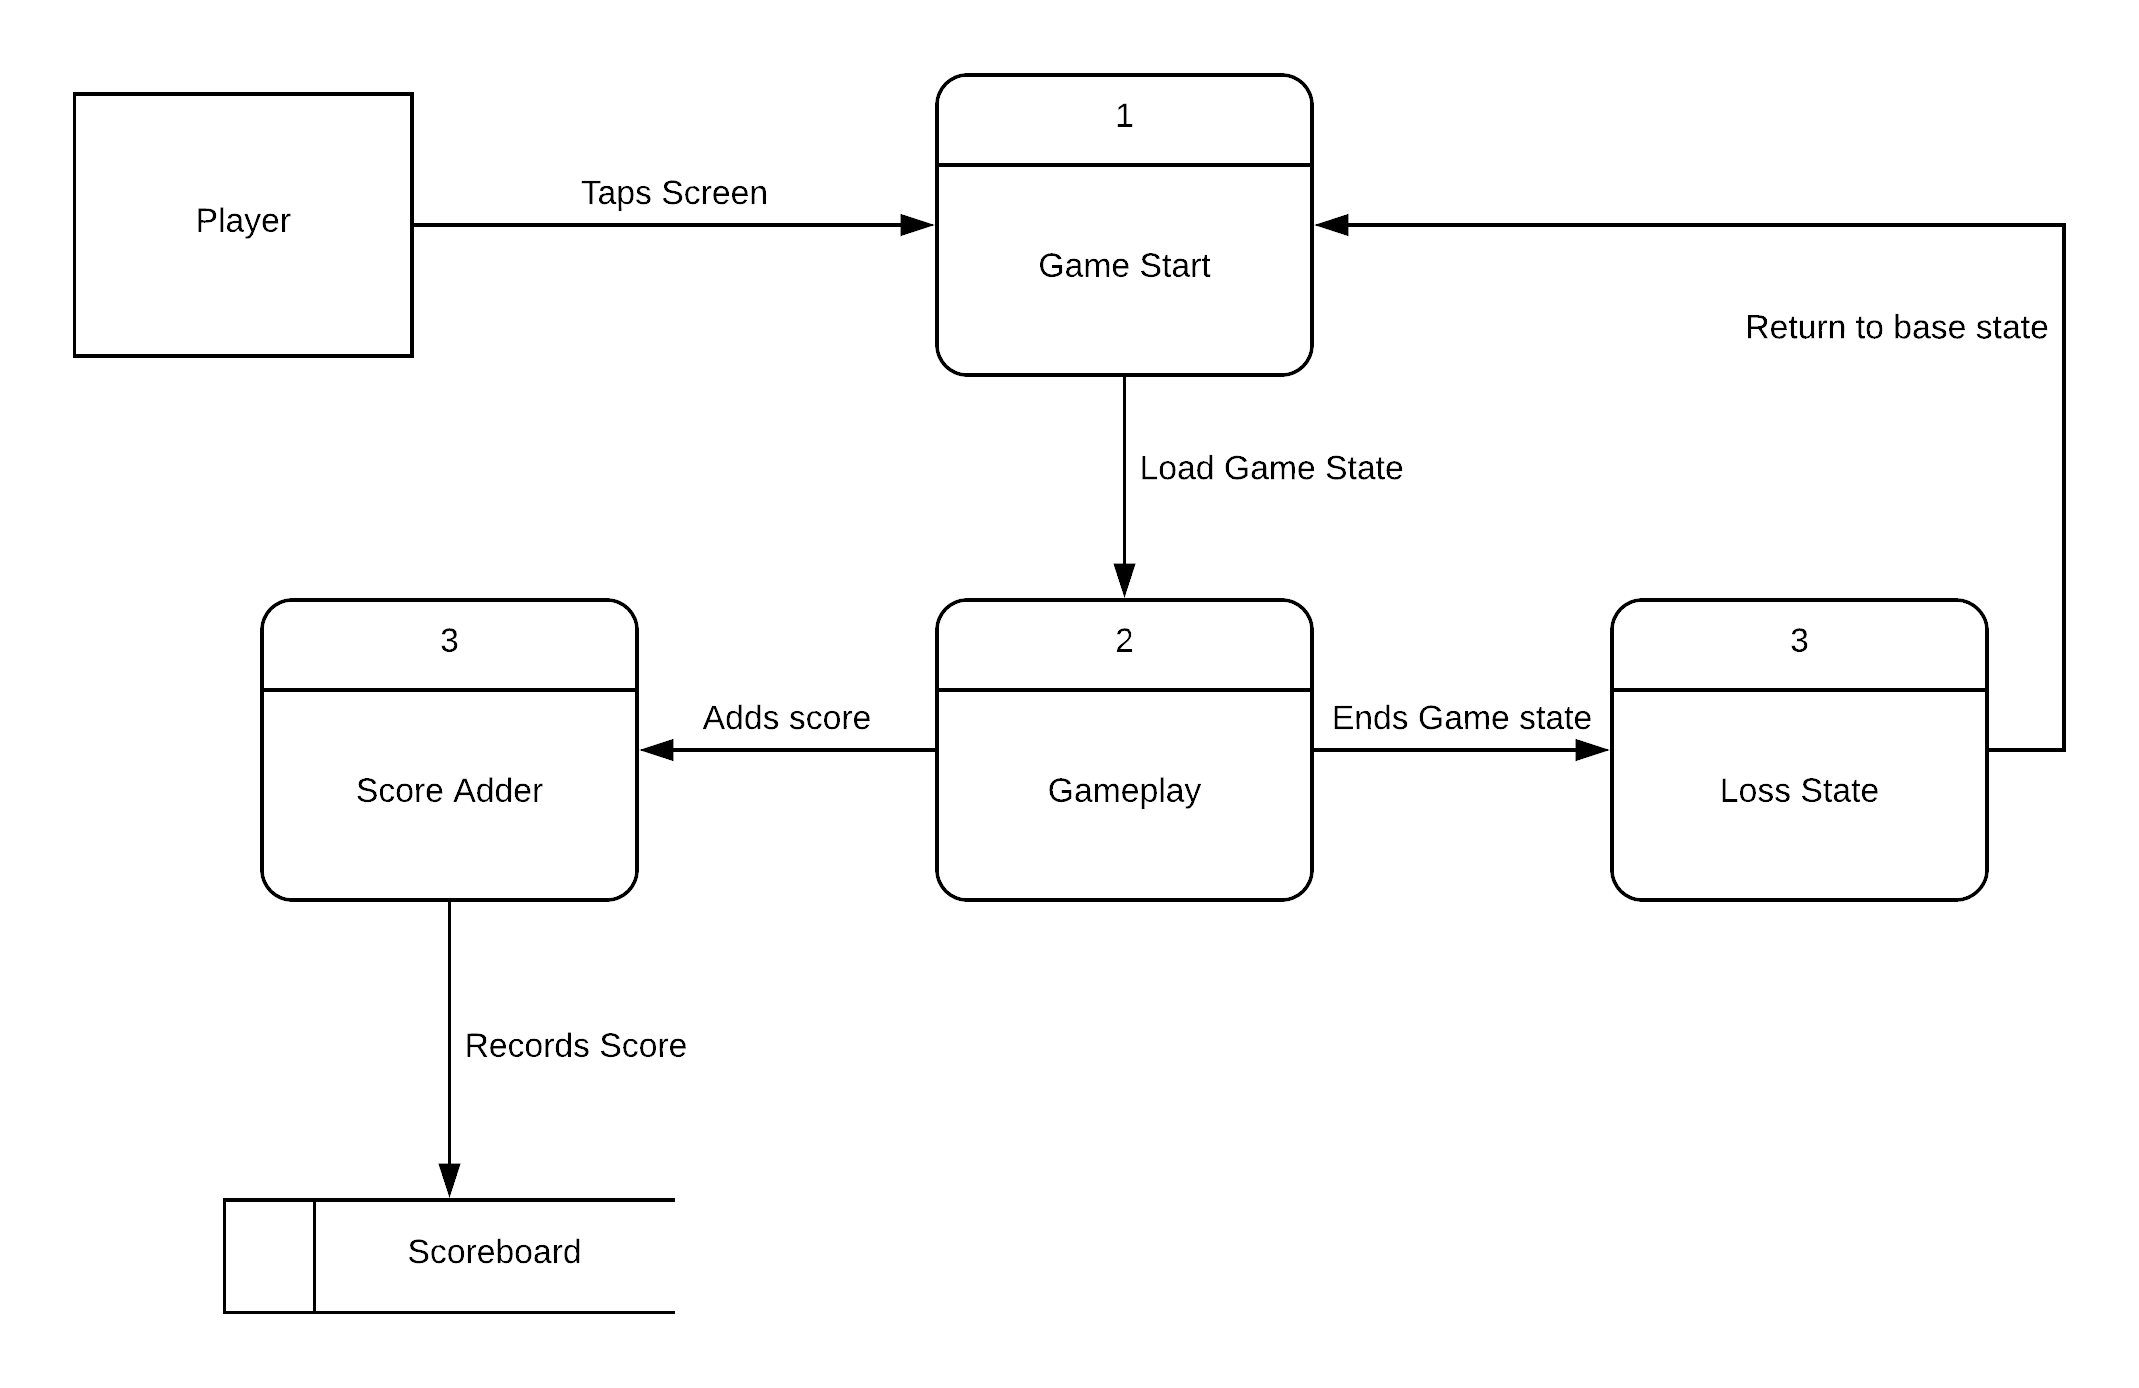 1
Player
Taps Screen
Game Start
Return to base state
Load Game State
3
2
3
Adds score
Ends Game state
Score Adder
Gameplay
Loss State
Records Score
Scoreboard